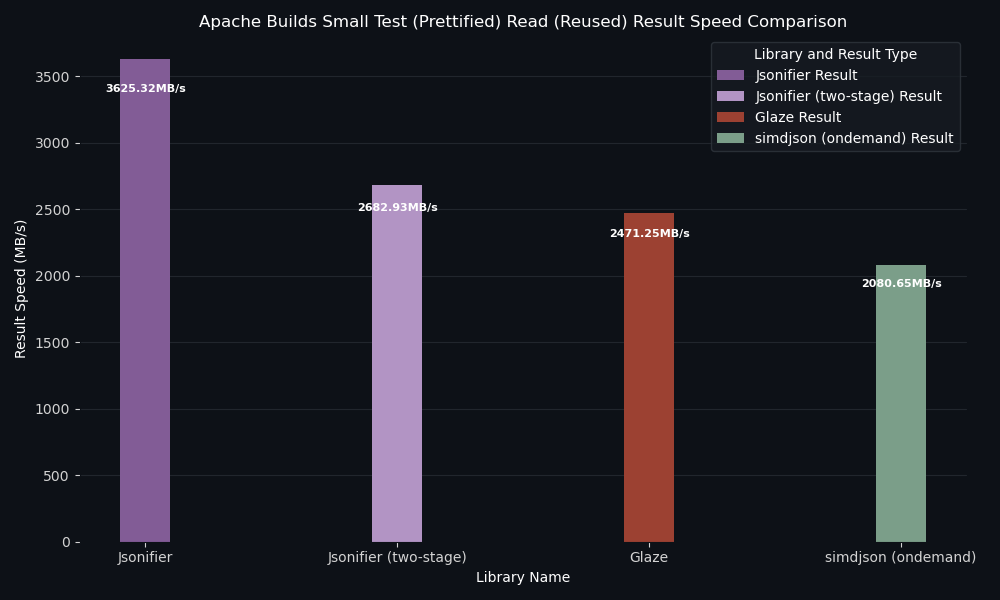 Apache Builds Small Test (Prettified) Read (Reused) Result Speed Comparison
Library and Result Type
Jsonifier Result
Jsonifier (two-stage) Result
Glaze Result
simdjson (ondemand) Result
Result Speed (MB/s)
3500
3000
2500
2000
1500
1000
500
0
3625.32MB/s
2682.93MB/s
2471.25MB/s
2080.65MB/s
Jsonifier
Jsonifier (two-stage)
Glaze
simdjson (ondemand)
Library Name